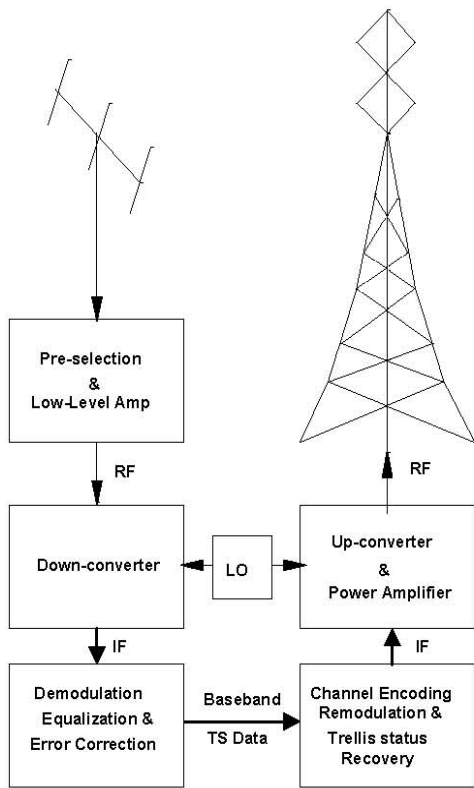 Pre-selection
&
Low-Level Amp
RF
Down-converter
IF
Demodulation
Equalization &
Error Correction
Baseband
TS Data
LO
RF
Up-converter
&
Power Amplifier
IF
Channel Encoding
Remodulation &
Trellis status
Recovery